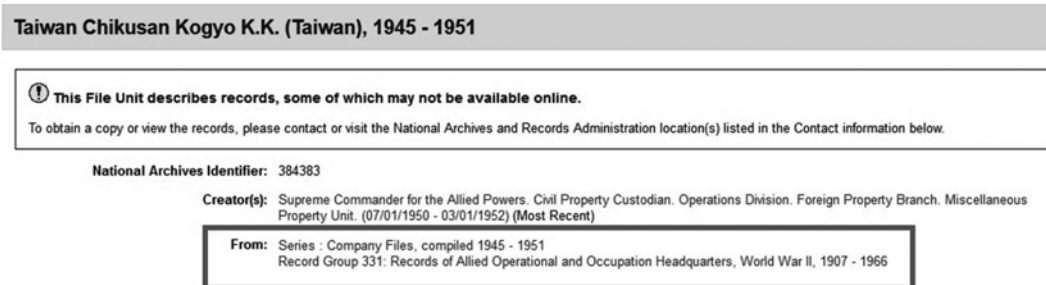 Taiwan Chikusan Kogyo K.K. (Taiwan), 1945 - 1951
This File Unit describes records, some of which may not be available online.
To obtain a copy or view the records, please contact or visit the National Archives and Records Administration location(s) listed in the Contact information below.
National Archives Identifier: 384383
Creator(s): Supreme Commander for the Allied Powers. Civil Property Custodian. Operations Division. Foreign Property Branch. Miscellaneous
Property Unit. (07/01/1950 - 03/01/1952) (Most Recent)
From: Series : Company Files, compiled 1945 - 1951
Record Group 331: Records of Allied Operational and Occupation Headquarters, World War II, 1907 - 1966